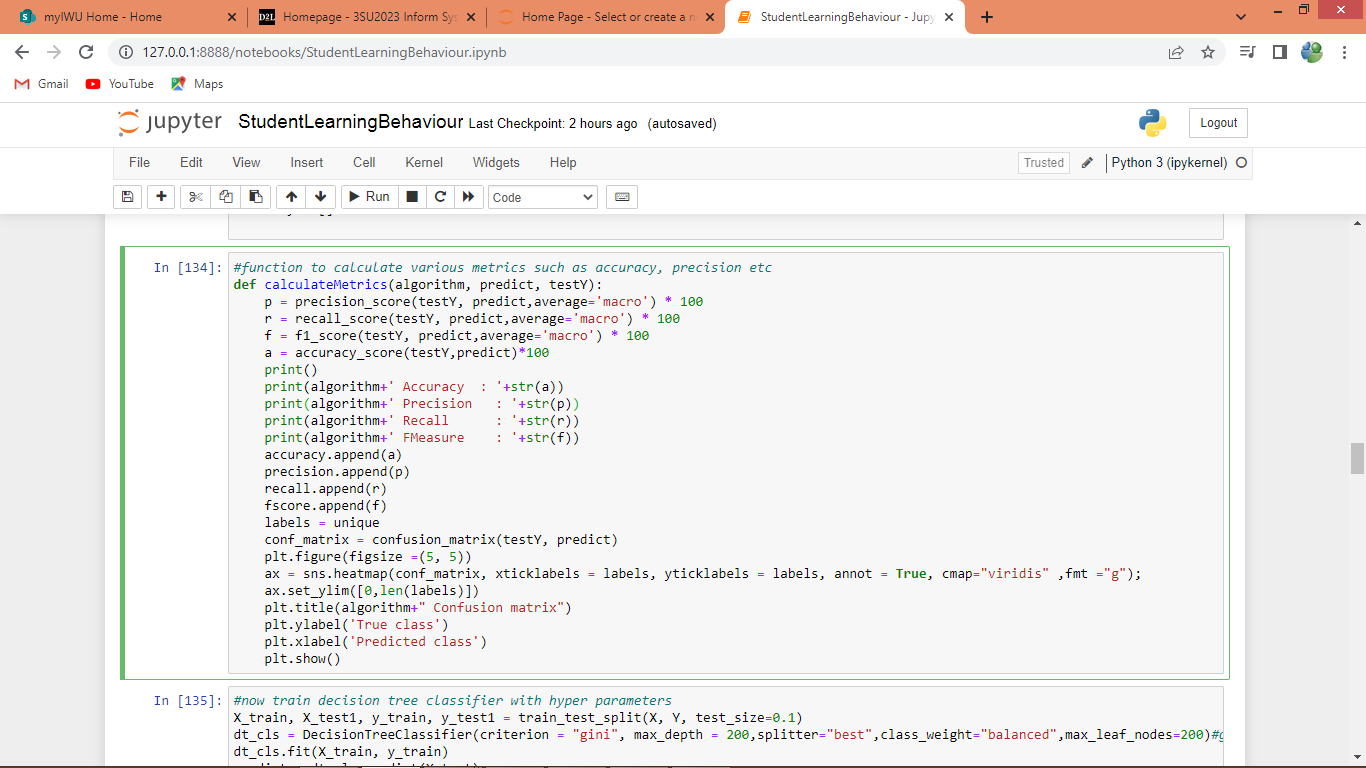 myIWU Home - Home
D2L Homepage - 3SU2023 Inform Sys
Home Page - Select or create a n
StudentLearningBehaviour - Jupy
127.0.0.1:8888/notebooks/StudentLearningBehaviour.ipynb
Gmail YouTube Maps
jupyter StudentLearningBehaviour Last Checkpoint: 2 hours ago (autosaved)
Logout
File Edit View Insert Cell Kernel Widgets Help
Trusted Python 3 (ipykernel)
Run Code
In [134]: #function to calculate various metrics such as accuracy, precision etc
def calculateMetrics(algorithm, predict, testY):
    p = precision_score(testY, predict,average='macro') * 100
    r = recall_score(testY, predict,average='macro') * 100
    f = f1_score(testY, predict,average='macro') * 100
    a = accuracy_score(testY,predict)*100
    print()
    print(algorithm+' Accuracy  : '+str(a))
    print(algorithm+' Precision   : '+str(p))
    print(algorithm+' Recall      : '+str(r))
    print(algorithm+' FMeasure    : '+str(f))
    accuracy.append(a)
    precision.append(p)
    recall.append(r)
    fscore.append(f)
    labels = unique
    conf_matrix = confusion_matrix(testY, predict)
    plt.figure(figsize =(5, 5))
    ax = sns.heatmap(conf_matrix, xticklabels = labels, yticklabels = labels, annot = True, cmap="viridis" ,fmt ="g");
    ax.set_ylim([0,len(labels)])
    plt.title(algorithm+" Confusion matrix")
    plt.ylabel('True class')
    plt.xlabel('Predicted class')
    plt.show()
In [135]: #now train decision tree classifier with hyper parameters
X_train, X_test1, y_train, y_test1 = train_test_split(X, Y, test_size=0.1)
dt_cls = DecisionTreeClassifier(criterion = "gini", max_depth = 200,splitter="best",class_weight="balanced",max_leaf_nodes=200)#g
dt_cls.fit(X_train, y_train)